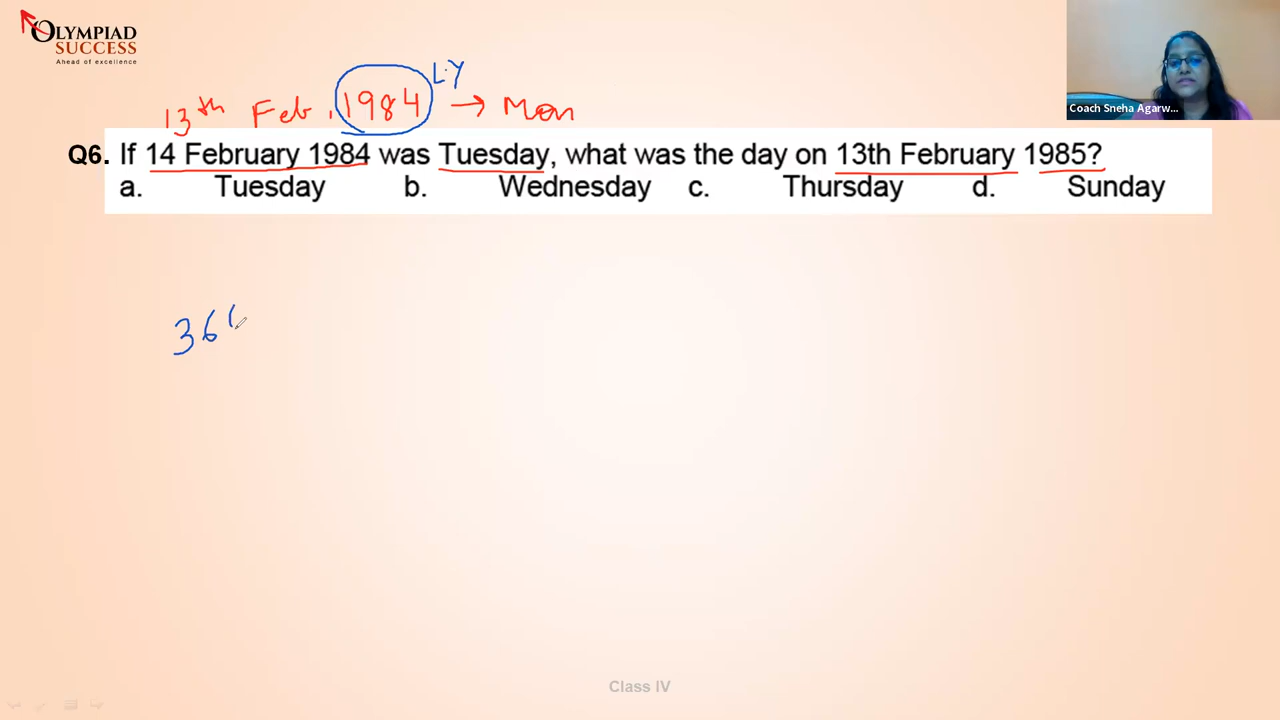 OLYMPIAD
SUCCESS
Ahead of excellence
Coach Sneha Agarw...
L.Y
13th Feb, 1984 → Mon
Q6. If 14 February 1984 was Tuesday, what was the day on 13th February 1985?
a. Tuesday b. Wednesday c. Thursday d. Sunday
36
Class IV